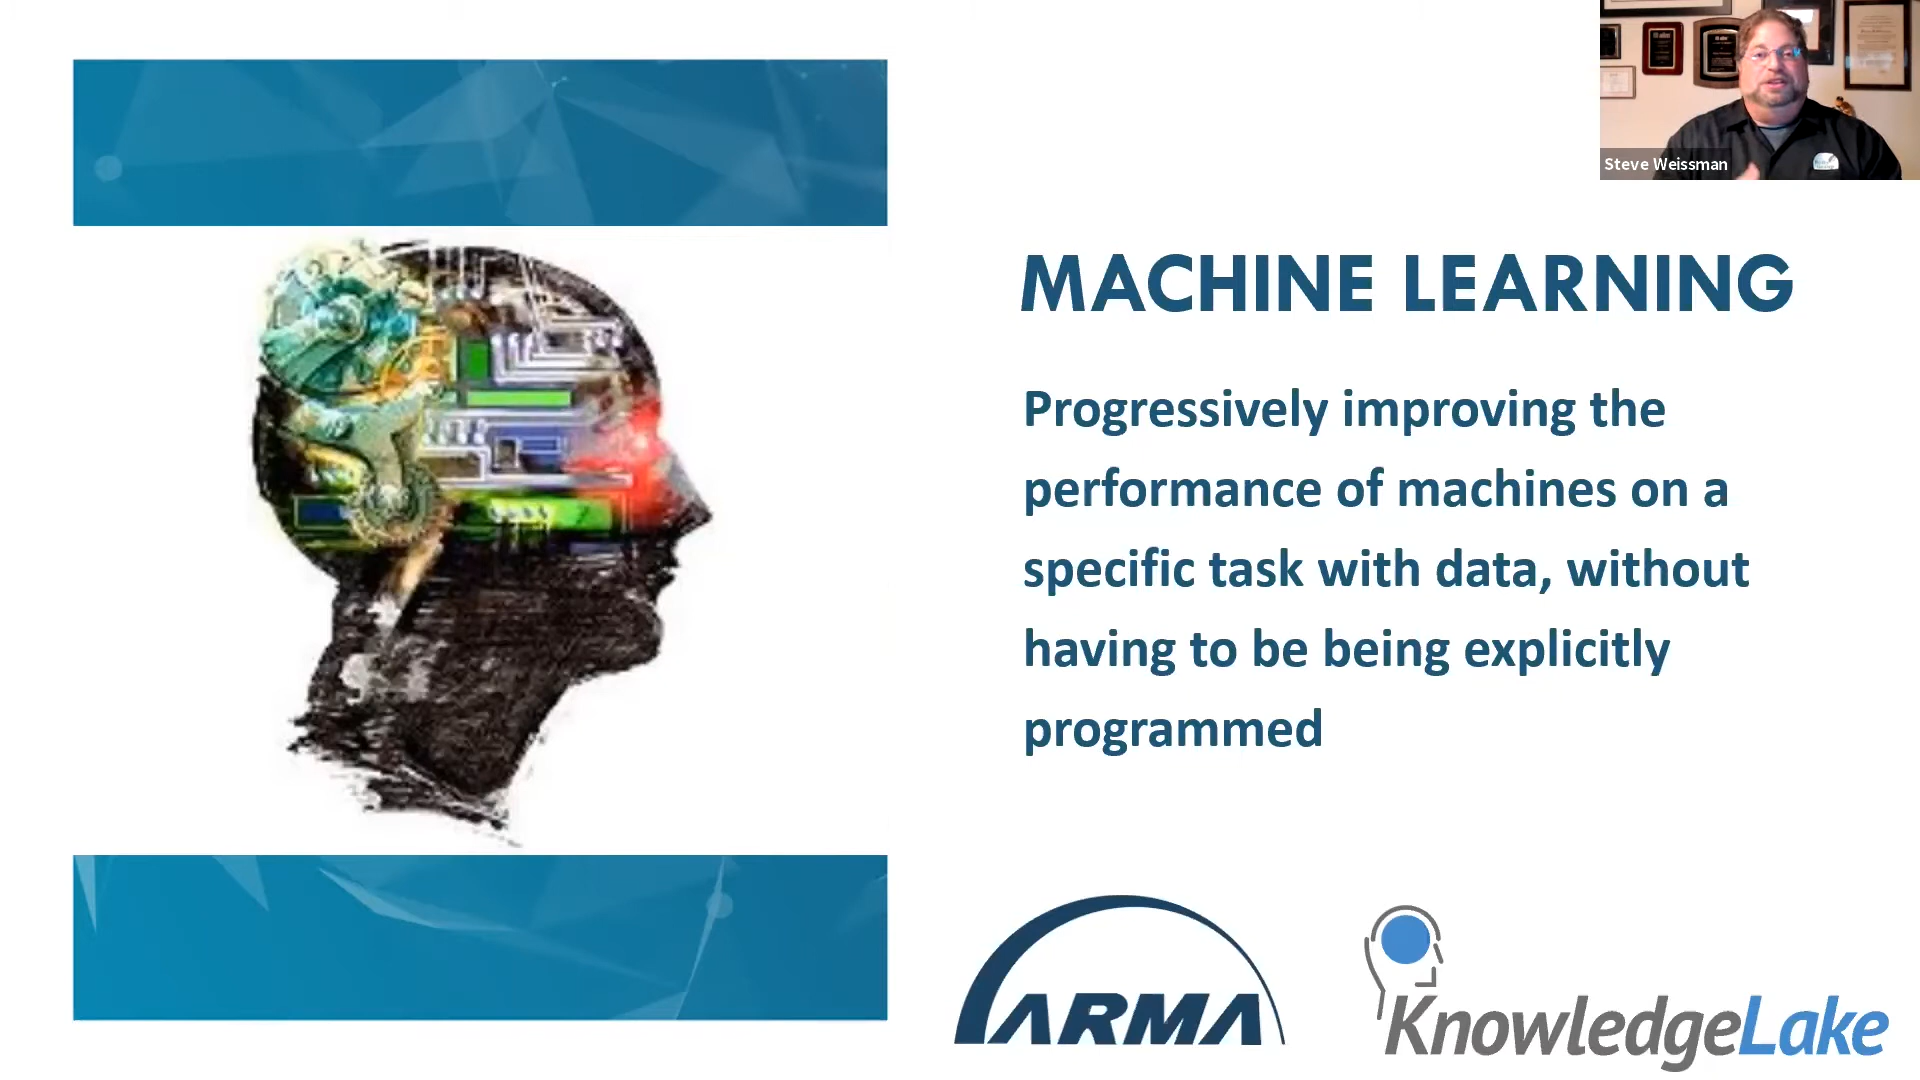 Steve Weissman
MACHINE LEARNING
Progressively improving the
performance of machines on a
specific task with data, without
having to be being explicitly
programmed
ARMA
KnowledgeLake